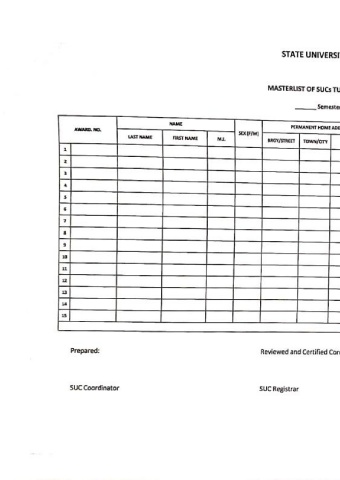 STATE UNIVERSI
MASTERLIST OF SUCs TU
______ Semeste
AWARD. NO.
NAME
SEX (F/M)
PERMANENT HOME ADD
LAST NAME
FIRST NAME
M.I.
BRGY/STREET
TOWN/CITY
1
2
3
4
5
6
7
8
9
10
11
12
13
14
15
Prepared:
Reviewed and Certified Corr
SUC Coordinator
SUC Registrar